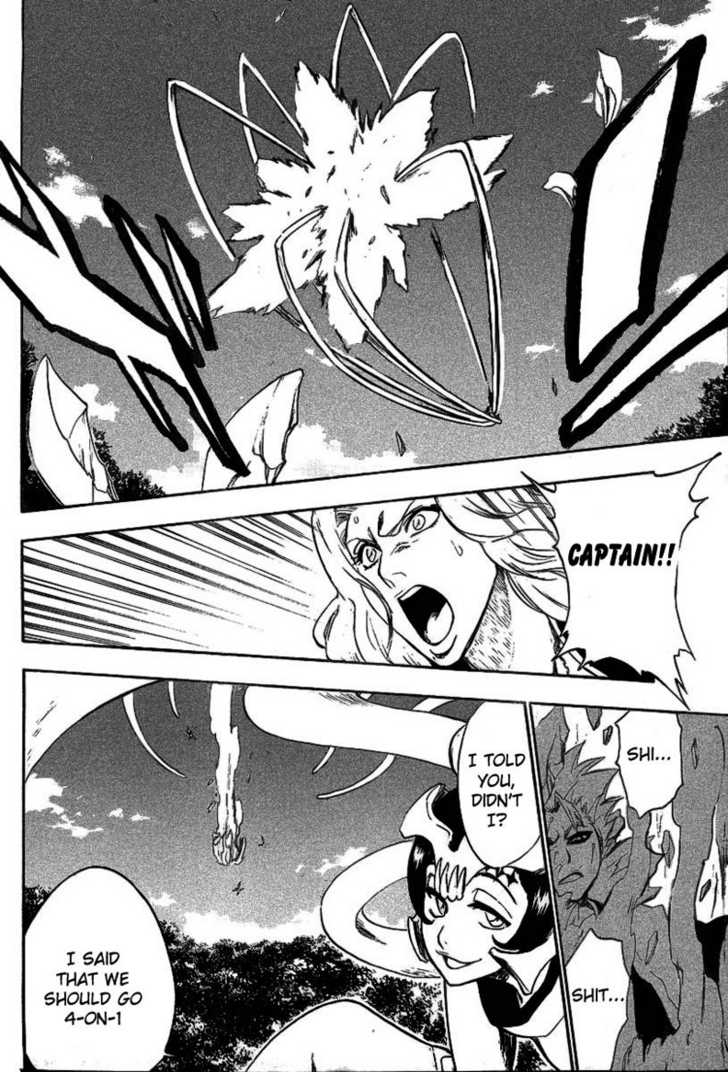 CAPTAIN!!
SHI...
SHIT...
I TOLD
YOU,
DIDN'T
I?
I SAID
THAT WE
SHOULD GO
4-ON-1